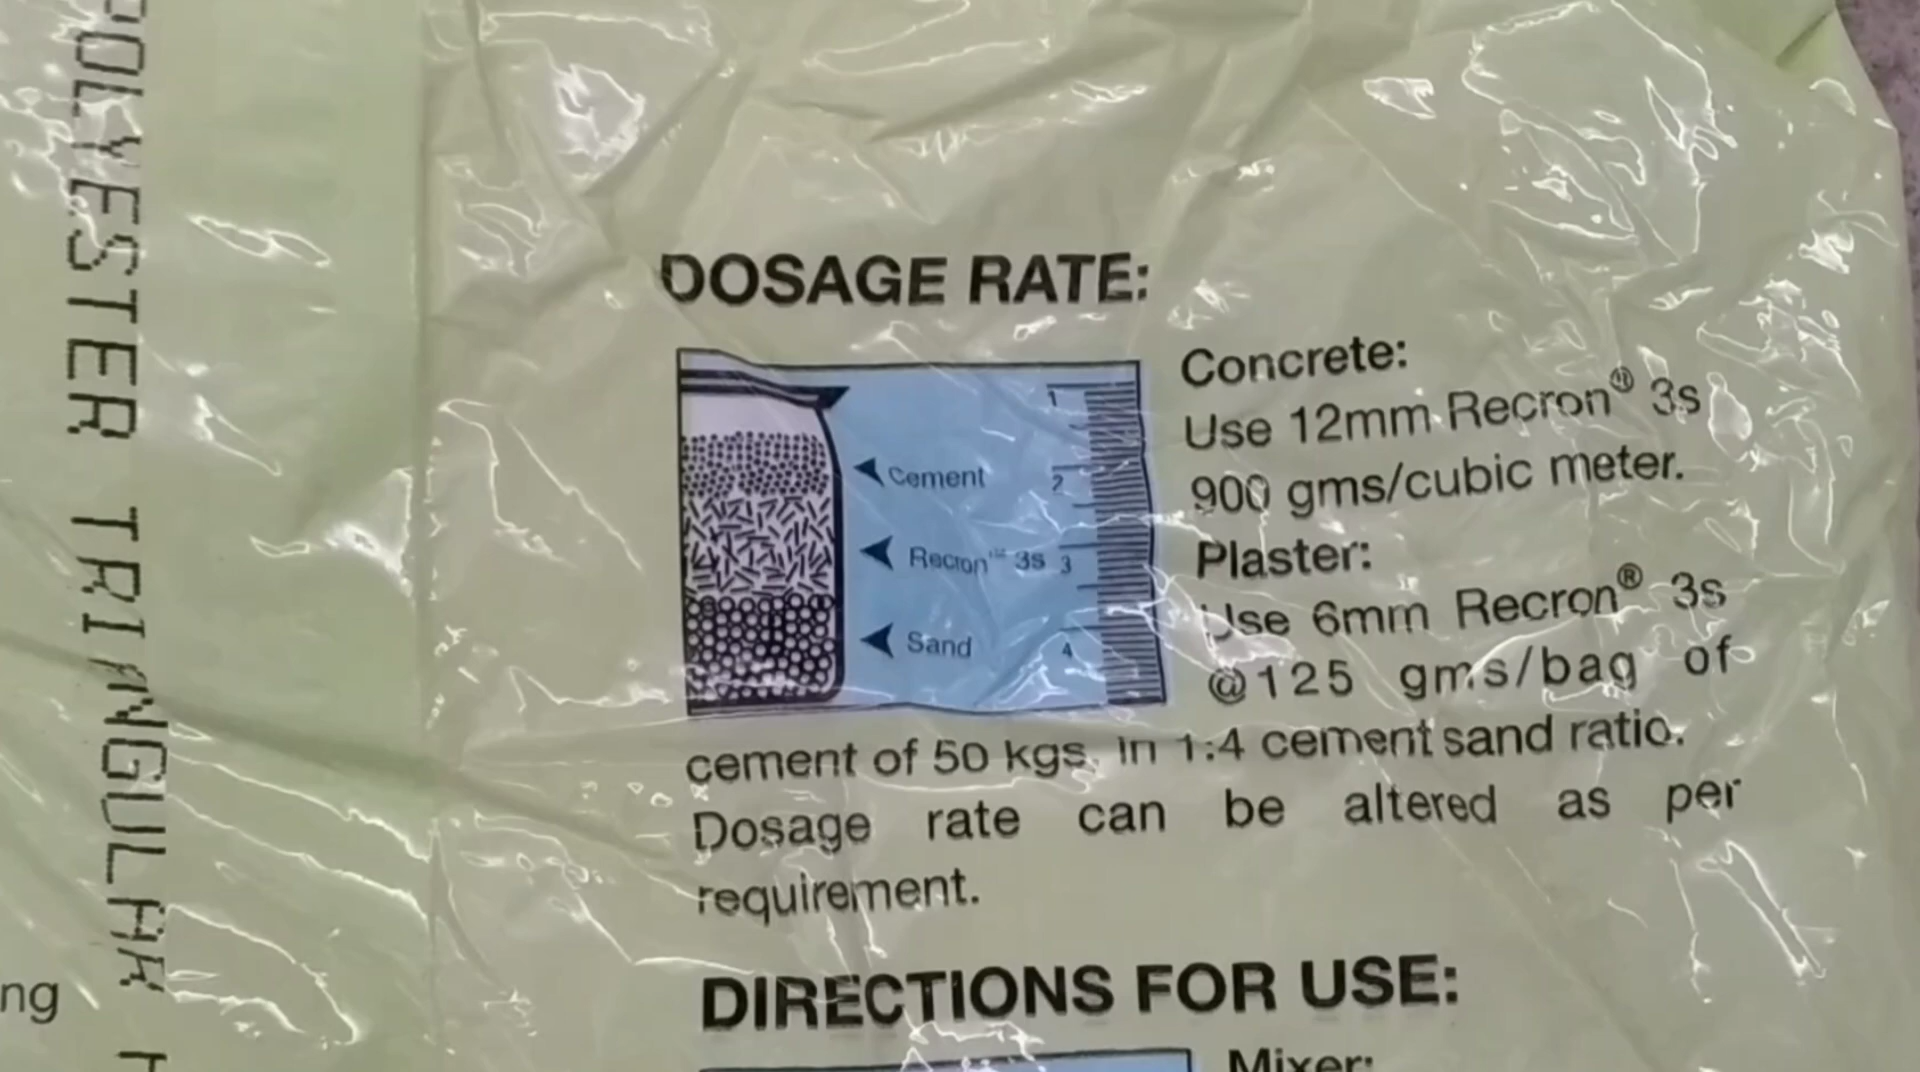 POLYESTER TRIANGULAR
DOSAGE RATE:
1
Cement
2
Recron™ 3s
3
Sand
4
Concrete:
Use 12mm Recron® 3s
900 gms/cubic meter.
Plaster:
Use 6mm Recron® 3s
@125 gms/bag of
cement of 50 kgs. in 1:4 cement sand ratio.
Dosage rate can be altered as per
requirement.
ng
DIRECTIONS FOR USE:
Mixer: